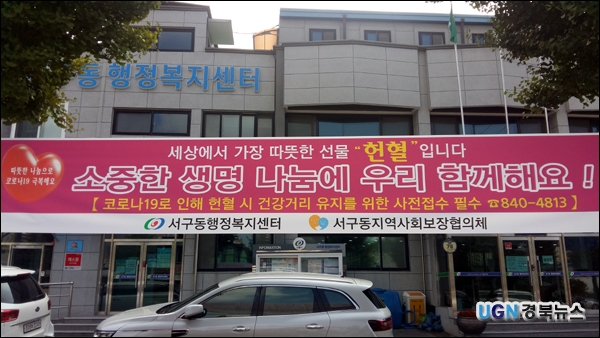 동행정복지센터
따뜻한 나눔으로
코로나19 극복해요
세상에서 가장 따뜻한 선물 "헌혈"입니다
소중한 생명 나눔에 우리 함께해요 !
【 코로나19로 인해 헌혈 시 건강거리 유지를 위한 사전접수 필수 ☎840-4813】
서구동행정복지센터 서구동지역사회보장협의체
INFORMATION
UGN경북뉴스